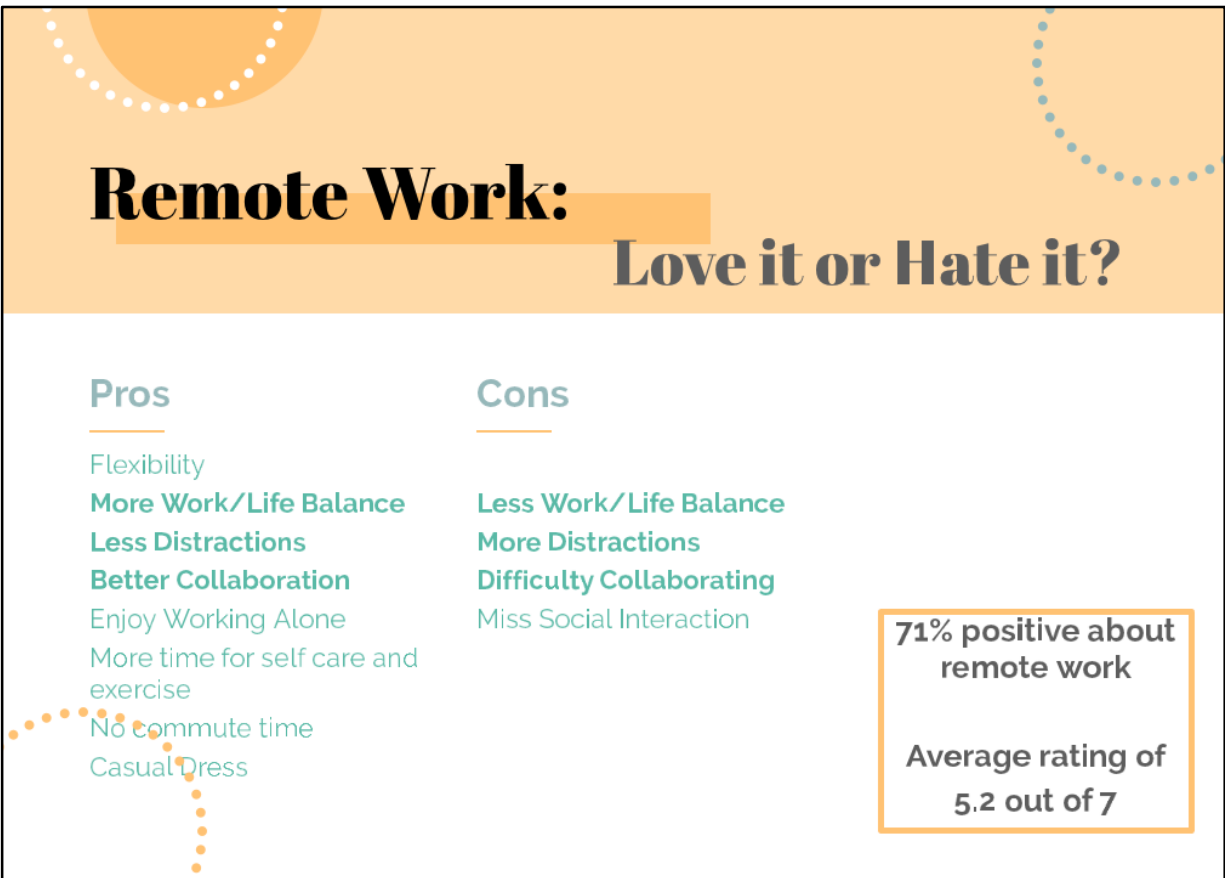 Remote Work:
Love it or Hate it?
Pros
Flexibility
More Work/Life Balance
Less Distractions
Better Collaboration
Enjoy Working Alone
More time for self care and
exercise
No commute time
Casual Dress
Cons
Less Work/Life Balance
More Distractions
Difficulty Collaborating
Miss Social Interaction
71% positive about
remote work
Average rating of
5.2 out of 7